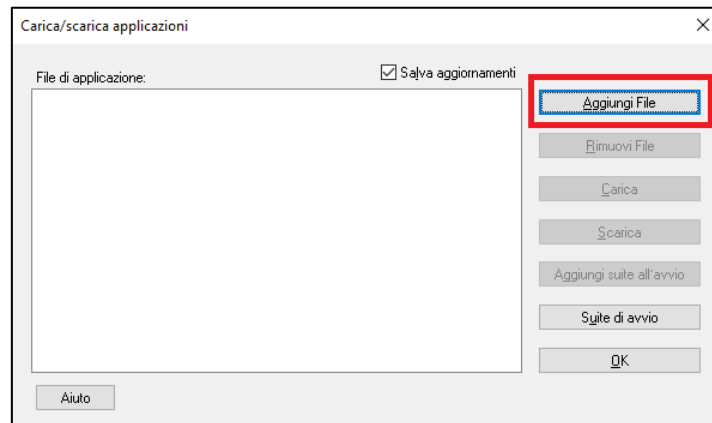 Carica/scarica applicazioni
File di applicazione:
Salva aggiornamenti
Aggiungi File
Rimuovi File
Carica
Scarica
Aggiungi suite all'avvio
Suite di avvio
OK
Aiuto